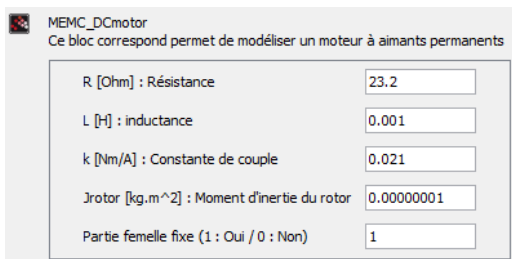 MEMC_DCmotor
Ce bloc correspond permet de modéliser un moteur à aimants permanents
R [Ohm] : Résistance 23.2
L [H] : inductance 0.001
k [Nm/A] : Constante de couple 0.021
Jrotor [kg.m^2] : Moment d'inertie du rotor 0.00000001
Partie femelle fixe (1 : Oui / 0 : Non) 1